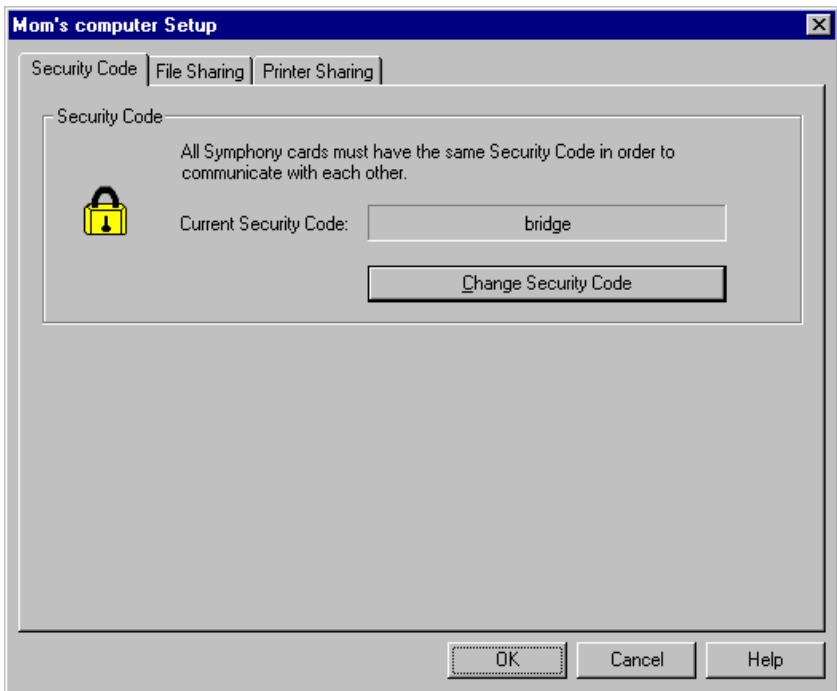 Mom's computer Setup
Security Code File Sharing Printer Sharing
Security Code
All Symphony cards must have the same Security Code in order to
communicate with each other.
Current Security Code: bridge
Change Security Code
OK Cancel Help